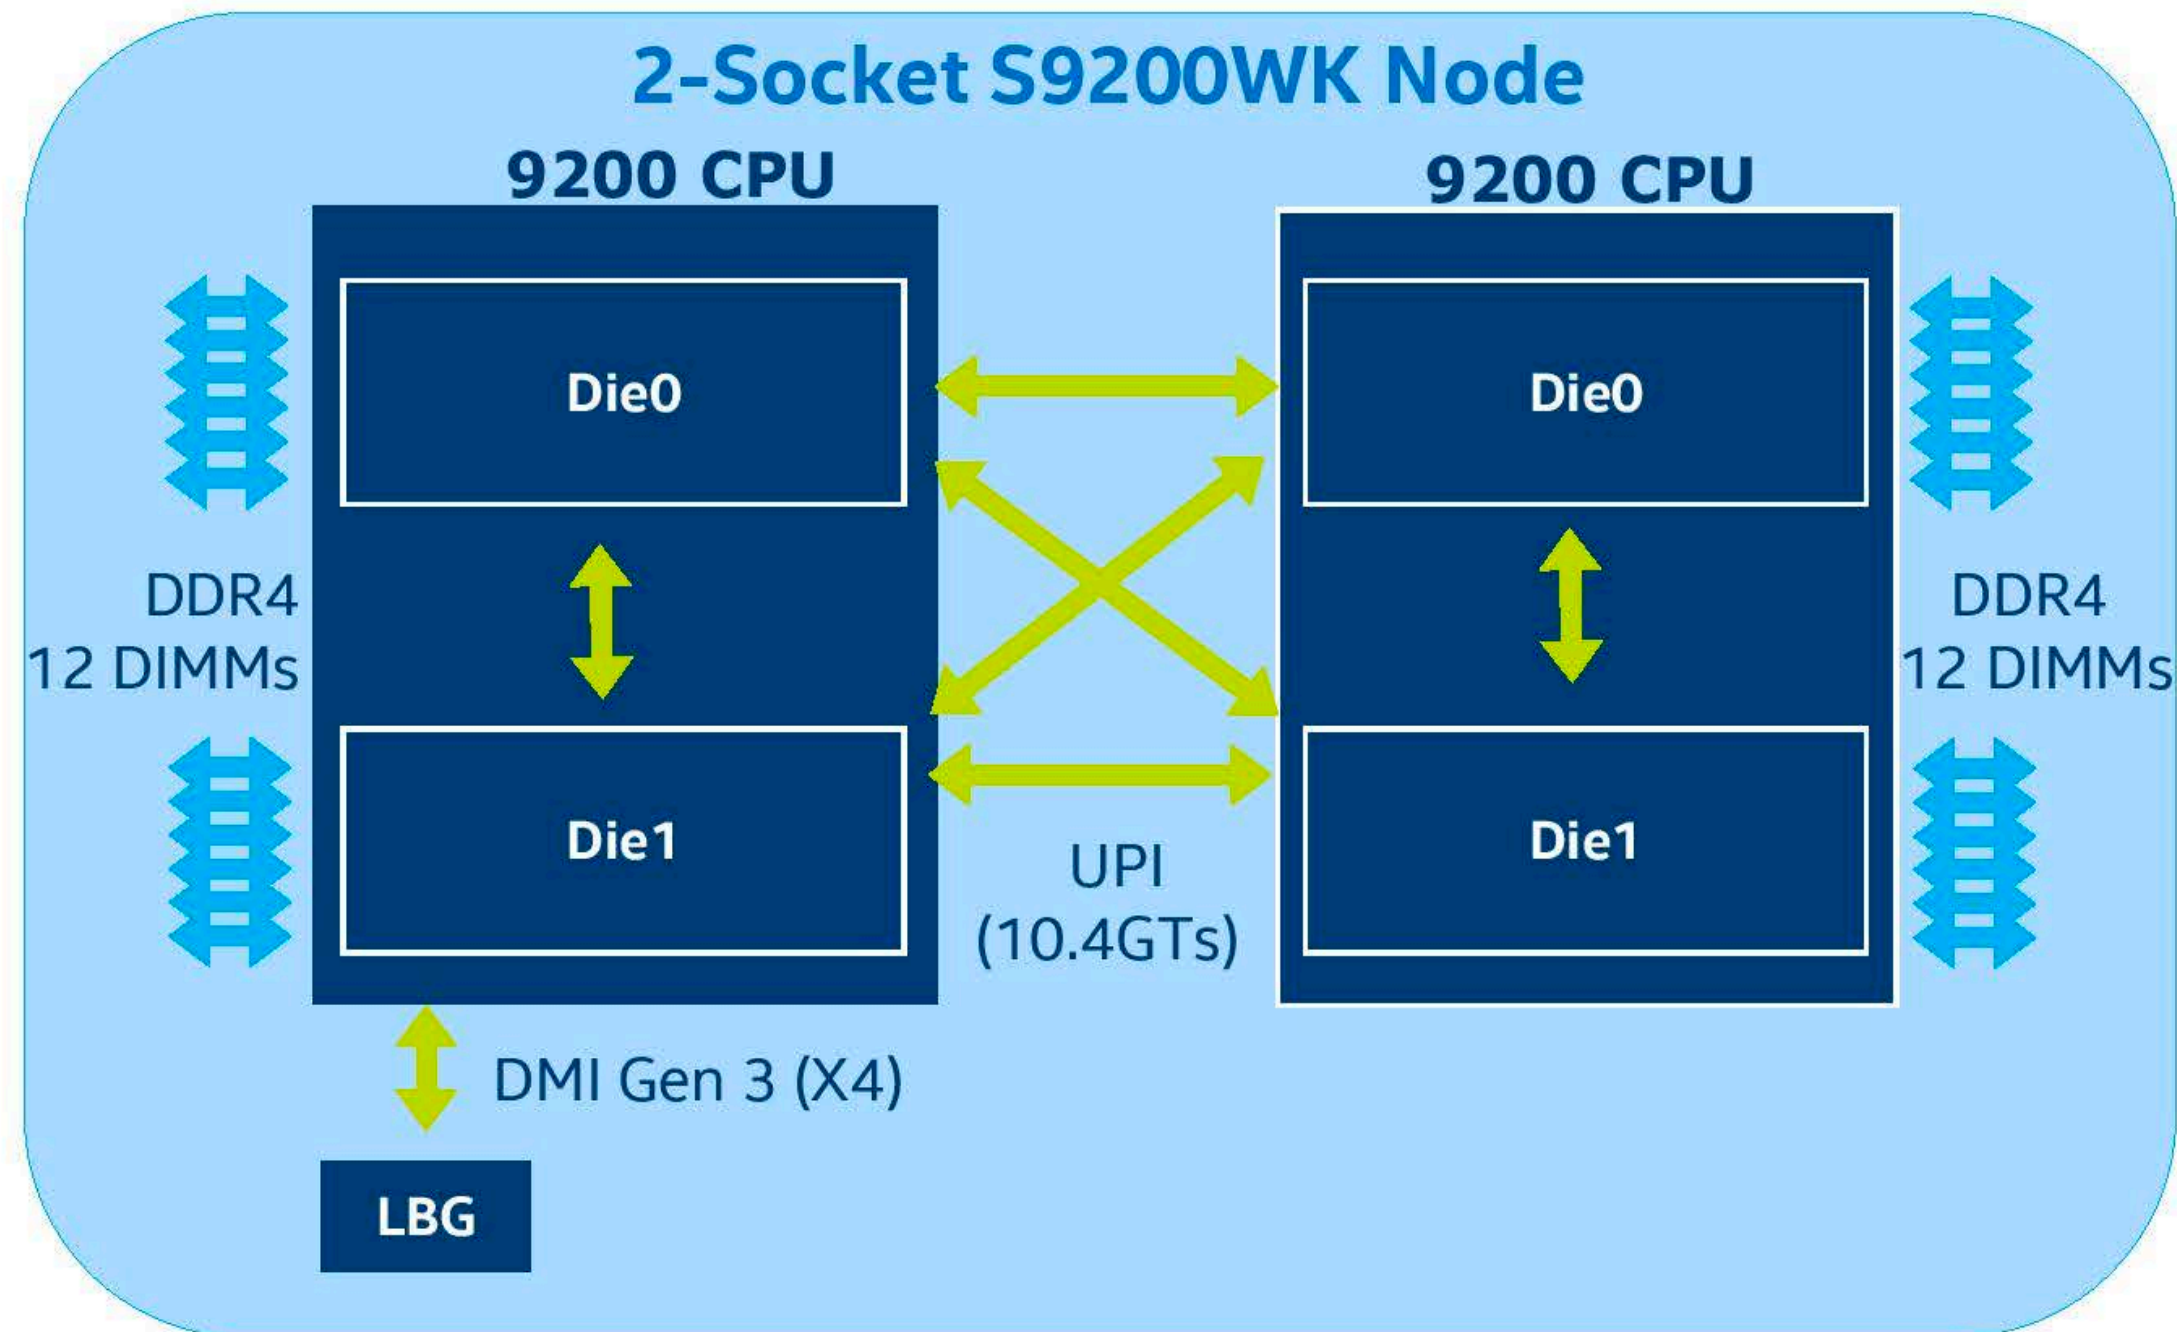 2-Socket S9200WK Node
9200 CPU
9200 CPU
Die0
Die0
DDR4
12 DIMMs
DDR4
12 DIMMs
Die1
Die1
UPI
(10.4GTs)
DMI Gen 3 (X4)
LBG